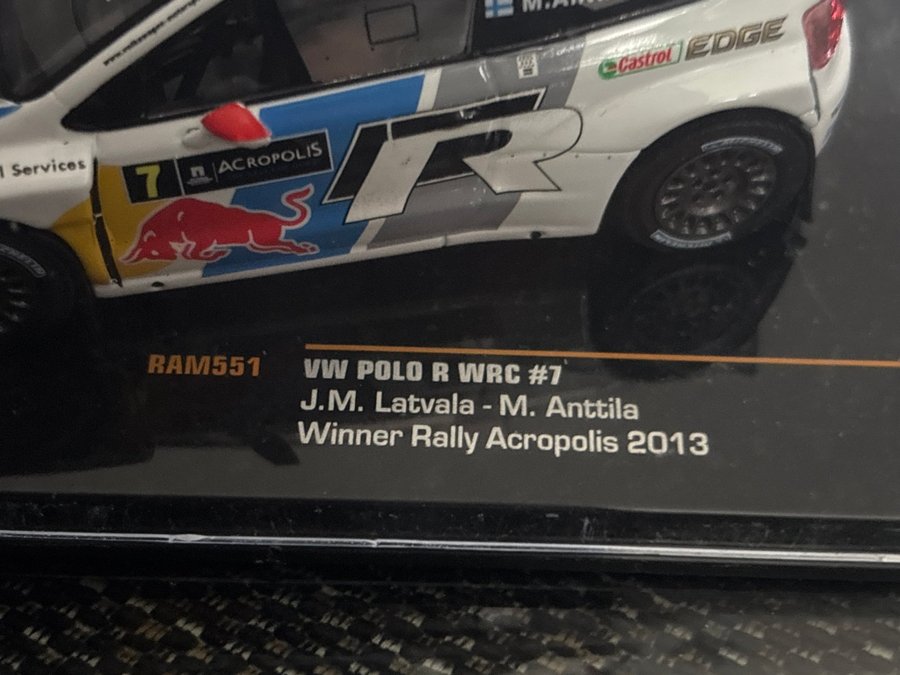 M.
Castrol EDGE
Services
7 ACROPOLIS
R
RAM551
VW POLO R WRC #7
J.M. Latvala - M. Anttila
Winner Rally Acropolis 2013